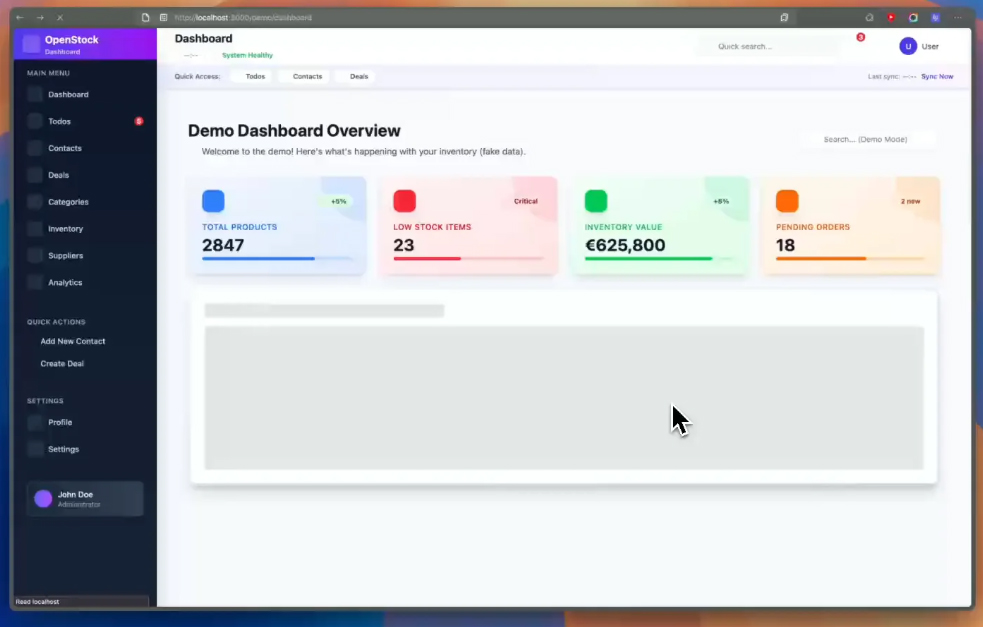 https://localhost:3000/demo/dashboard
OpenStock
Dashboard
MAIN MENU
Dashboard
Todos
5
Contacts
Deals
Categories
Inventory
Suppliers
Analytics
QUICK ACTIONS
Add New Contact
Create Deal
SETTINGS
Profile
Settings
John Doe
Administrator
Read localhost
Dashboard
--:--
System Healthy
Quick search...
3
U
User
Quick Access:
Todos
Contacts
Deals
Last sync: --:--
Sync Now
Demo Dashboard Overview
Welcome to the demo! Here's what's happening with your inventory (fake data).
Search... (Demo Mode)
+5%
TOTAL PRODUCTS
2847
Critical
LOW STOCK ITEMS
23
+6%
INVENTORY VALUE
€625,800
2 new
PENDING ORDERS
18